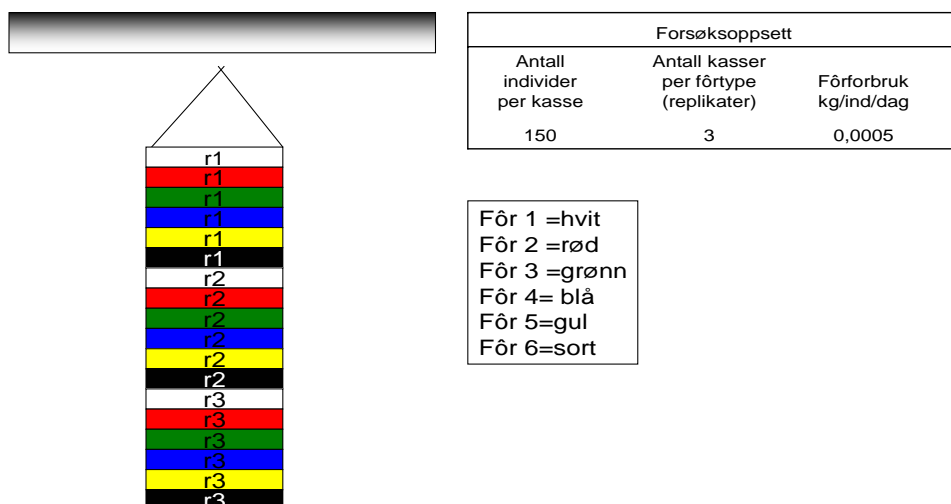 Forsøksoppsett
Antall individer per kasse
Antall kasser per fôrtype (replikater)
Fôrforbruk kg/ind/dag
150 3 0,0005
r1
r1
r1
r1
r1
r1
r2
r2
r2
r2
r2
r2
r3
r3
r3
r3
r3
r3
Fôr 1 =hvit
Fôr 2 =rød
Fôr 3 =grønn
Fôr 4= blå
Fôr 5=gul
Fôr 6=sort